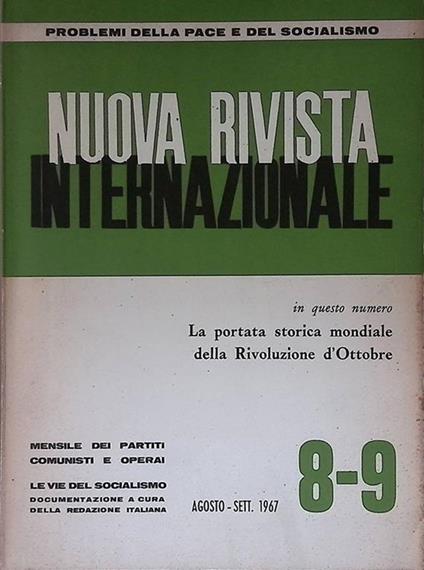 PROBLEMI DELLA PACE E DEL SOCIALISMO
NUOVA RIVISTA
INTERNAZIONALE
in questo numero
La portata storica mondiale
della Rivoluzione d'Ottobre
MENSILE DEI PARTITI
COMUNISTI E OPERAI
LE VIE DEL SOCIALISMO
DOCUMENTAZIONE A CURA
DELLA REDAZIONE ITALIANA
AGOSTO - SETT. 1967
8-9